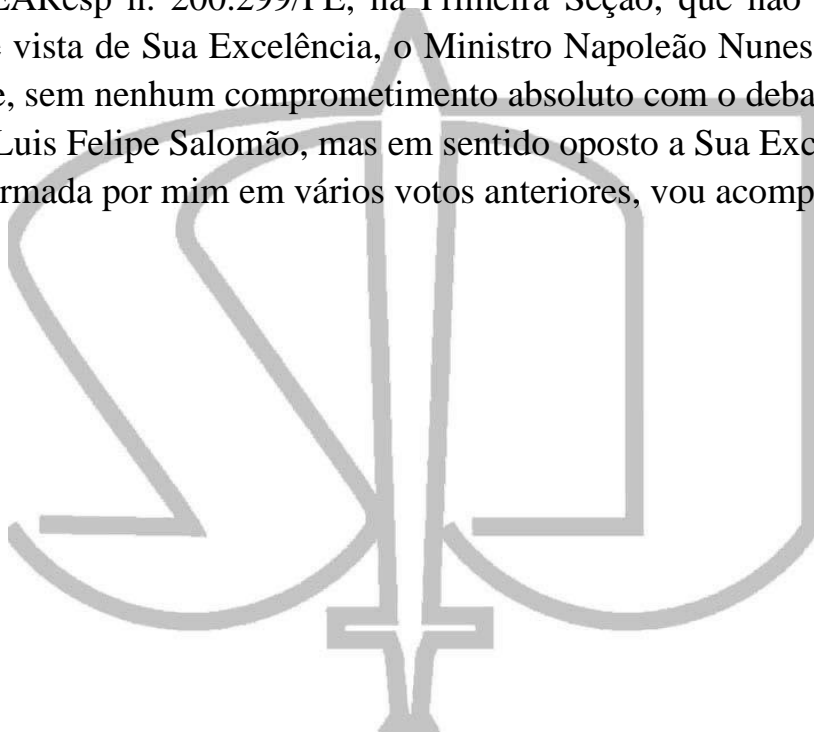 EAResp n. 200.299/PE, na Primeira Seção, que não
vista de Sua Excelência, o Ministro Napoleão Nunes
, sem nenhum comprometimento absoluto com o deba
Luis Felipe Salomão, mas em sentido oposto a Sua Exc
rmada por mim em vários votos anteriores, vou acomp